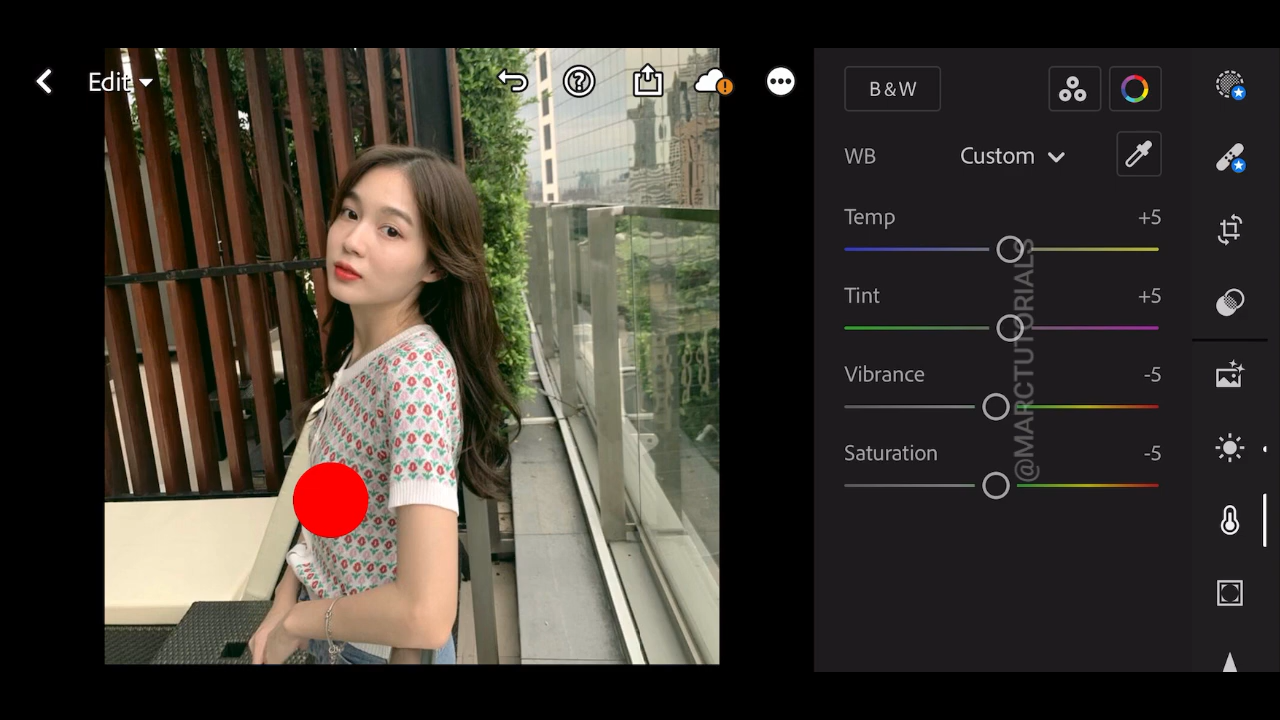 Edit
B&W
WB
Custom
Temp
+5
Tint
+5
Vibrance
-5
Saturation
-5
@MARCTUTORIALS